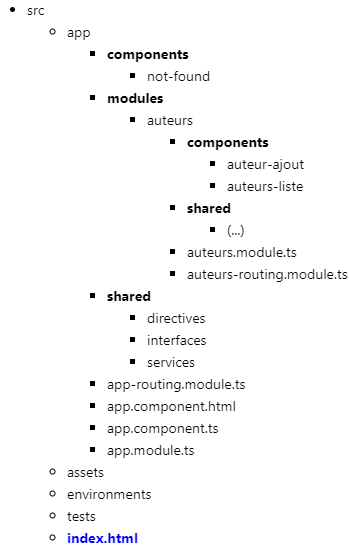 src
app
components
not-found
modules
auteurs
components
auteur-ajout
auteurs-liste
shared
(...)
auteurs.module.ts
auteurs-routing.module.ts
shared
directives
interfaces
services
app-routing.module.ts
app.component.html
app.component.ts
app.module.ts
assets
environments
tests
index.html